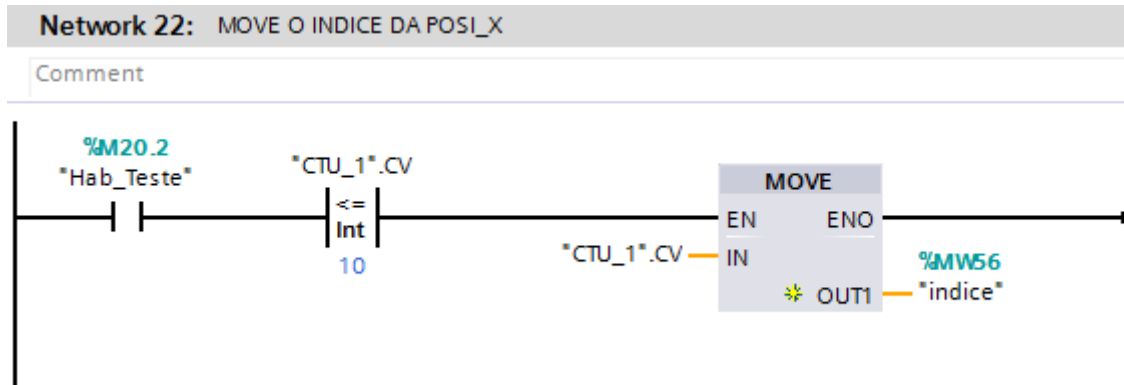 Network 22: MOVE O INDICE DA POSI_X
Comment
%M20.2
"Hab_Teste"
"CTU_1".CV
<=
Int
10
MOVE
EN ENO
"CTU_1".CV IN
%MW56
OUT1 "indice"